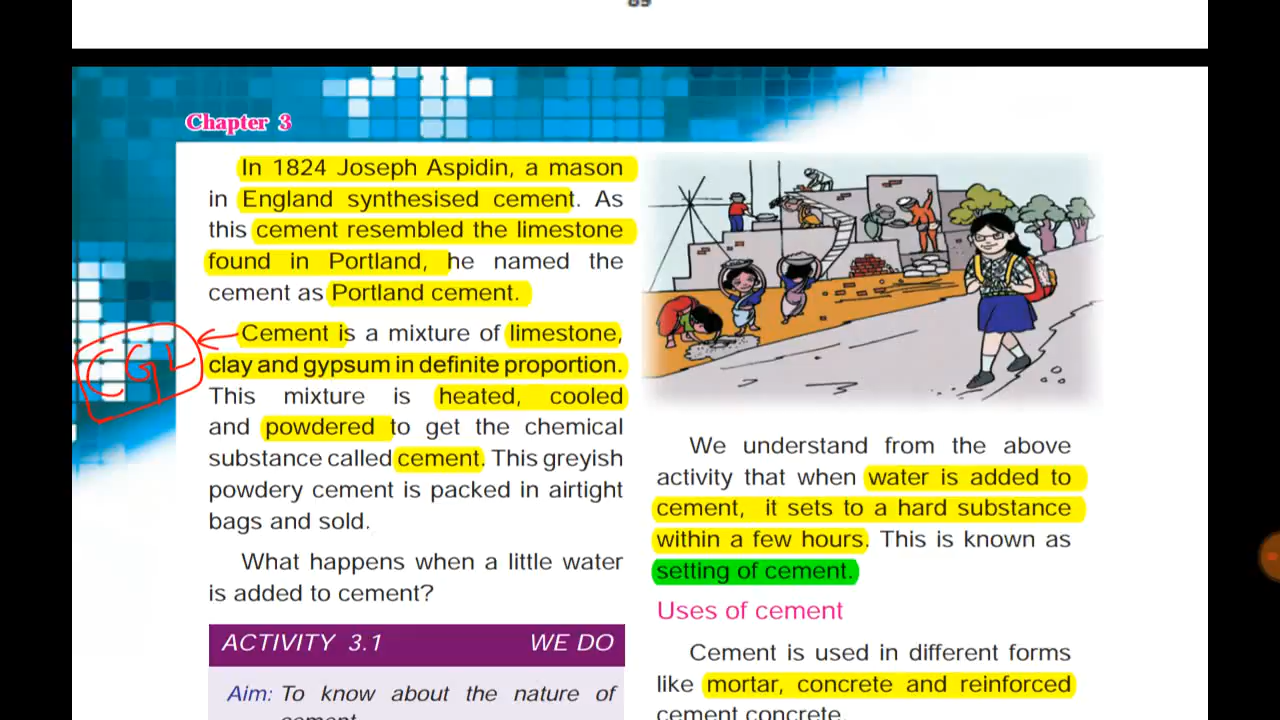 Chapter 3
In 1824 Joseph Aspidin, a mason
in England synthesised cement. As
this cement resembled the limestone
found in Portland, he named the
cement as Portland cement.
Cement is a mixture of limestone,
clay and gypsum in definite proportion.
This mixture is heated, cooled
and powdered to get the chemical
substance called cement. This greyish
powdery cement is packed in airtight
bags and sold.
What happens when a little water
is added to cement?
ACTIVITY 3.1 WE DO
Aim: To know about the nature of
cement
CGL
We understand from the above
activity that when water is added to
cement, it sets to a hard substance
within a few hours. This is known as
setting of cement.
Uses of cement
Cement is used in different forms
like mortar, concrete and reinforced
cement concrete.